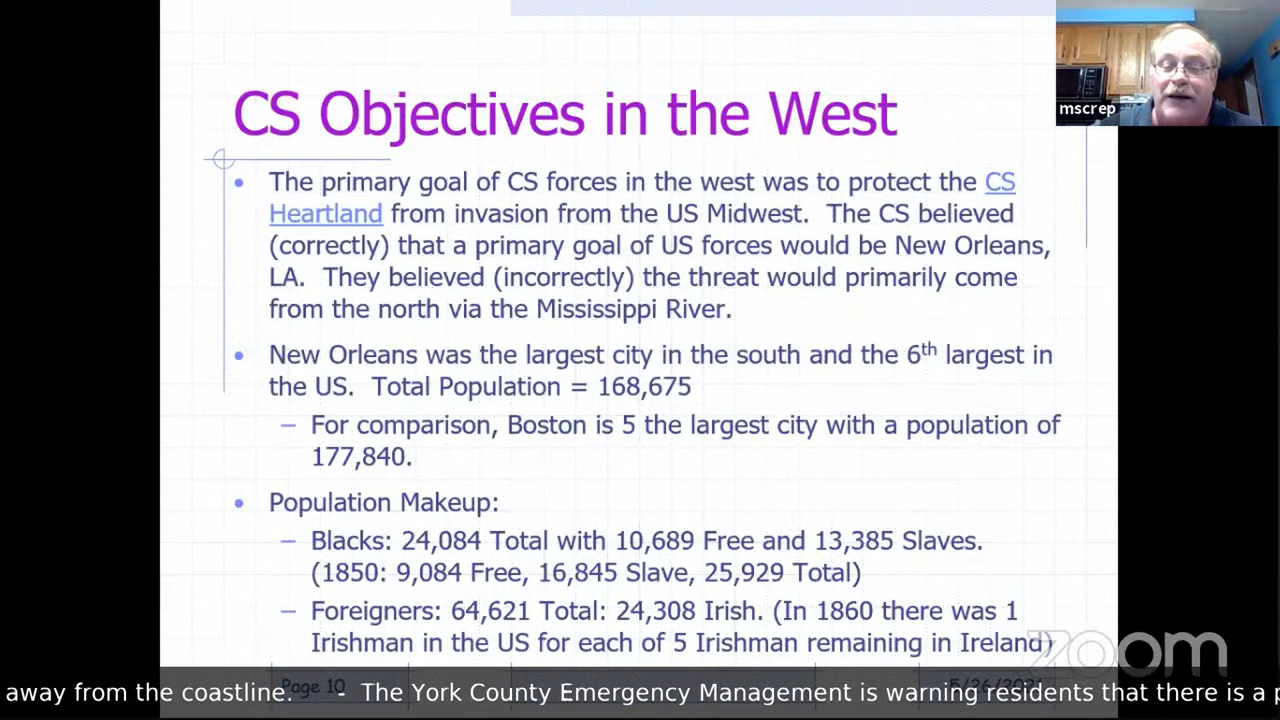 mscrep
CS Objectives in the West
• The primary goal of CS forces in the west was to protect the CS
Heartland from invasion from the US Midwest. The CS believed
(correctly) that a primary goal of US forces would be New Orleans,
LA. They believed (incorrectly) the threat would primarily come
from the north via the Mississippi River.
• New Orleans was the largest city in the south and the 6th largest in
the US. Total Population = 168,675
– For comparison, Boston is 5 the largest city with a population of
177,840.
• Population Makeup:
– Blacks: 24,084 Total with 10,689 Free and 13,385 Slaves.
(1850: 9,084 Free, 16,845 Slave, 25,929 Total)
– Foreigners: 64,621 Total: 24,308 Irish. (In 1860 there was 1
Irishman in the US for each of 5 Irishman remaining in Ireland)
zoom
Page 10
away from the coastline. - The York County Emergency Management is warning residents that there is a p